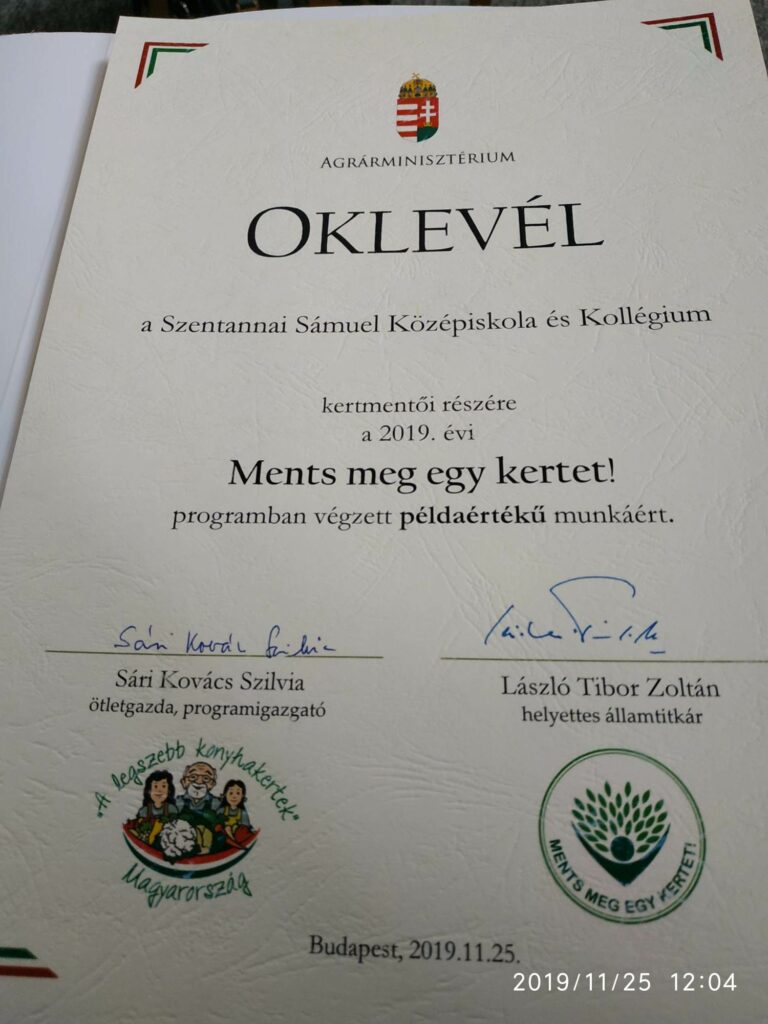 AGRÁRMINISZTÉRIUM
OKLEVÉL
a Szentannai Sámuel Középiskola és Kollégium
kertmentői részére
a 2019. évi
Ments meg egy kertet!
programban végzett példaértékű munkáért.
Sári Kovács Szilvia
Sári Kovács Szilvia
ötletgazda, programigazgató
László Tibor Zoltán
helyettes államtitkár
"A legszebb konyhakertek"
Magyarország
MENTS MEG EGY KERTET!
Budapest, 2019.11.25.
2019/11/25 12:04